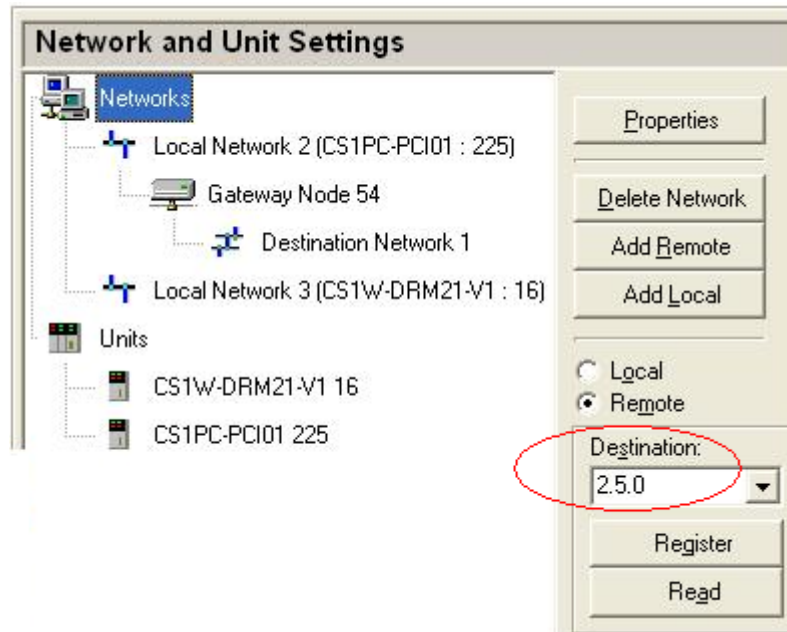 Network and Unit Settings
Networks
Local Network 2 (CS1PC-PCI01 : 225)
Gateway Node 54
Destination Network 1
Local Network 3 (CS1W-DRM21-V1 : 16)
Units
CS1W-DRM21-V1 16
CS1PC-PCI01 225
Properties
Delete Network
Add Remote
Add Local
Local
Remote
Destination:
2.5.0
Register
Read